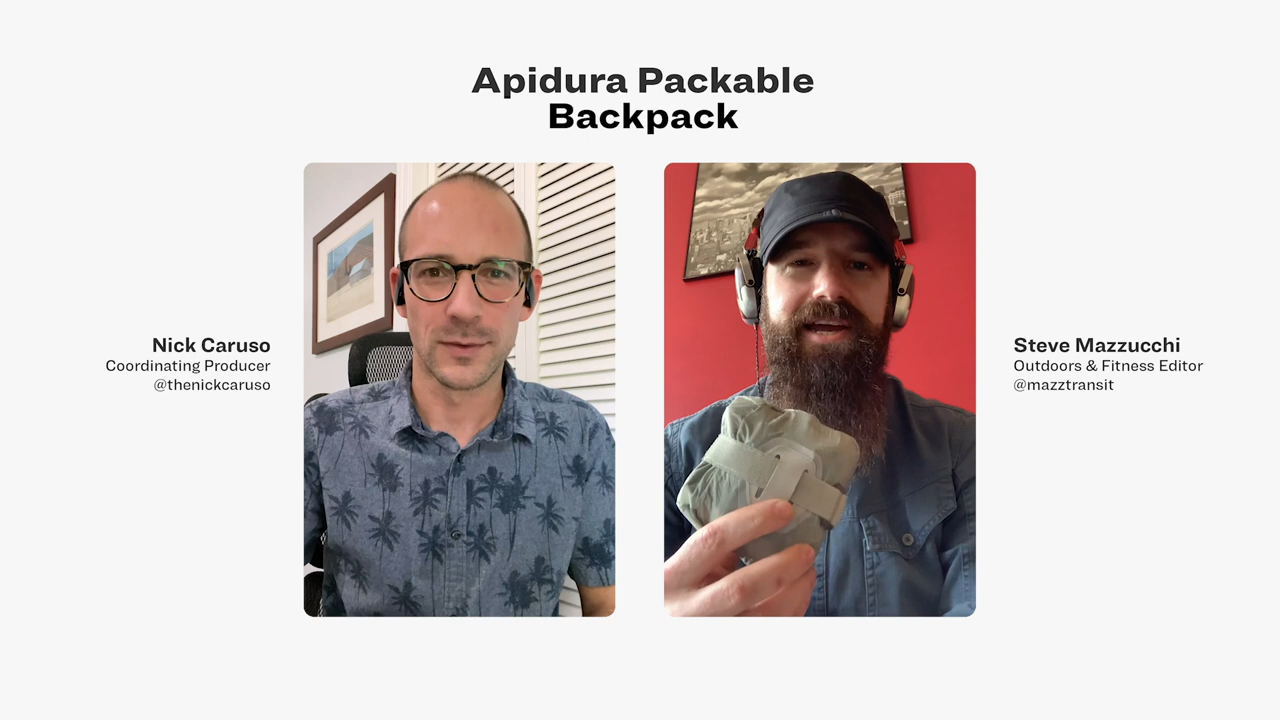 Apidura Packable
Backpack
Nick Caruso
Coordinating Producer
@thenickcaruso
Steve Mazzucchi
Outdoors & Fitness Editor
@mazztransit